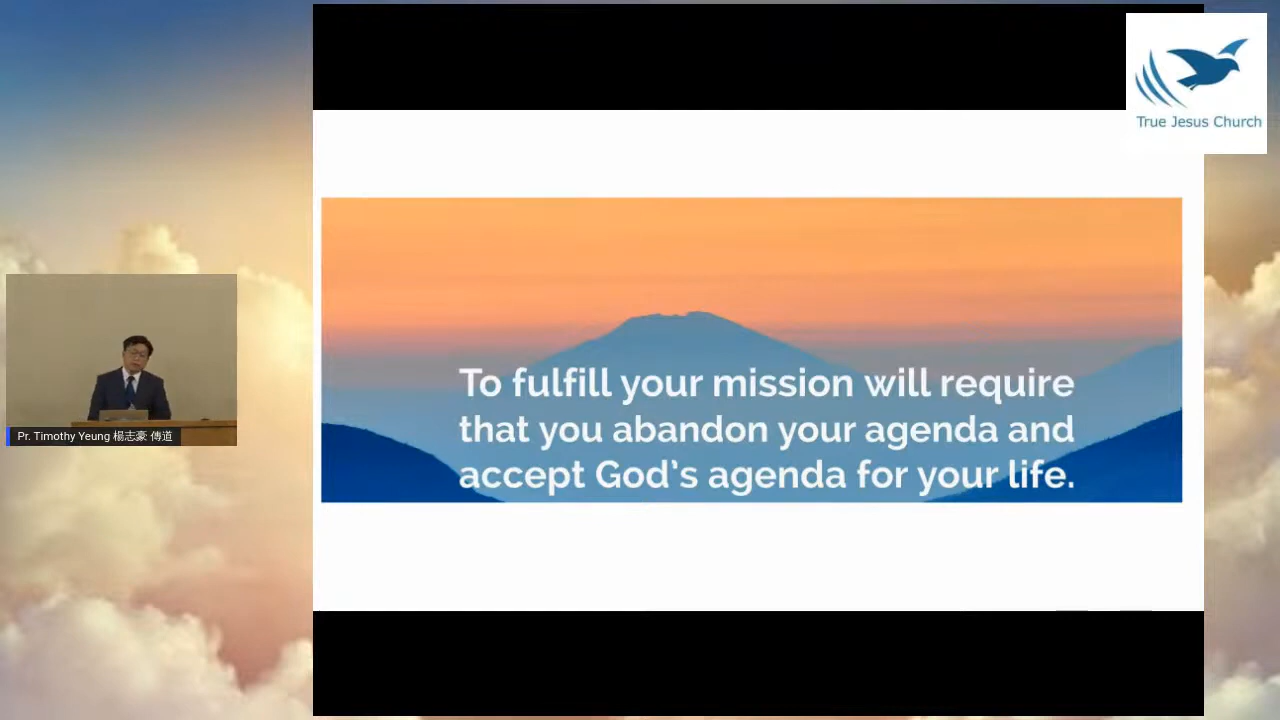 True Jesus Church
To fulfill your mission will require
that you abandon your agenda and
accept God's agenda for your life.
Pr. Timothy Yeung 楊志豪 傳道